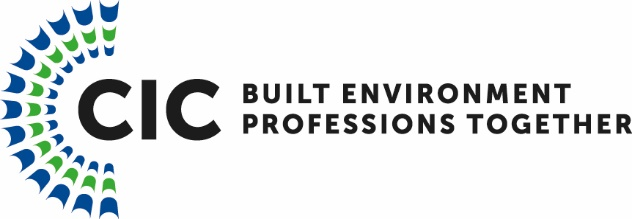 CIC
BUILT ENVIRONMENT
PROFESSIONS TOGETHER